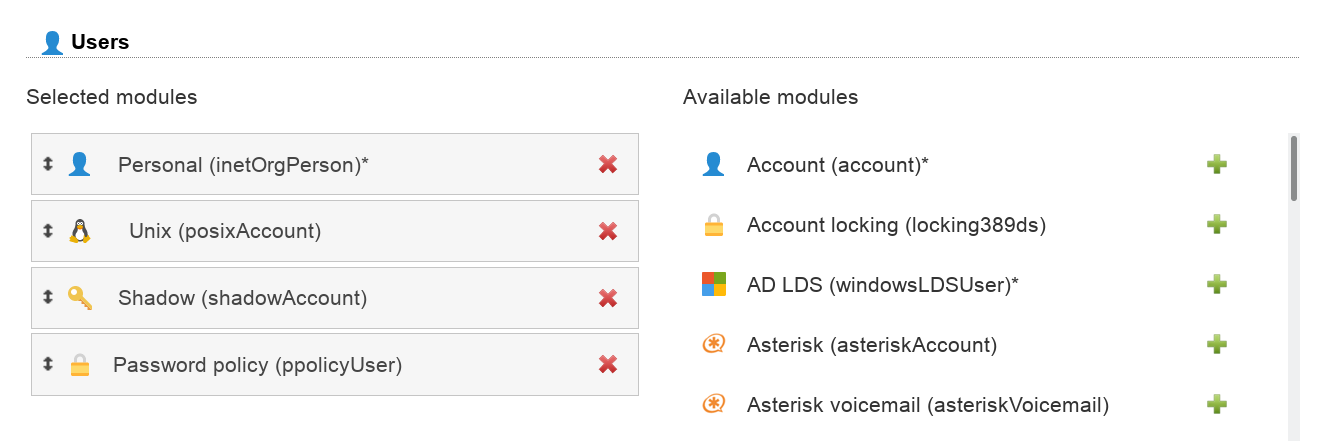 Users
Selected modules
Personal (inetOrgPerson)*
Unix (posixAccount)
Shadow (shadowAccount)
Password policy (ppolicyUser)
Available modules
Account (account)*
Account locking (locking389ds)
AD LDS (windowsLDSUser)*
Asterisk (asteriskAccount)
Asterisk voicemail (asteriskVoicemail)